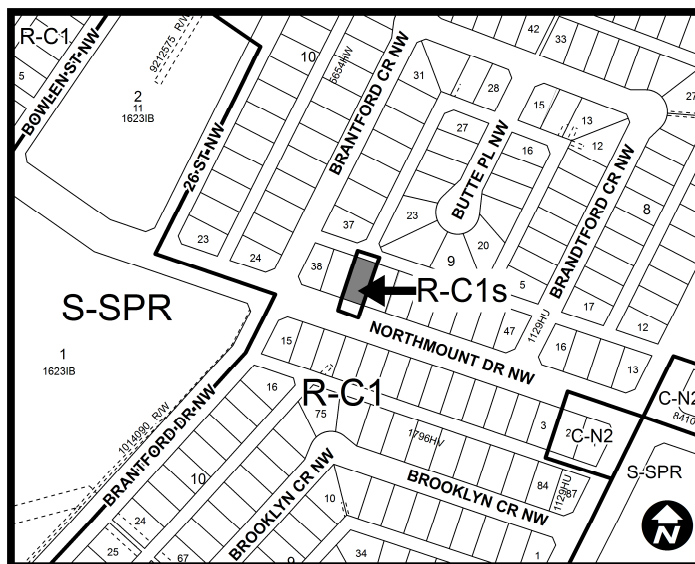 R-C1
5
BOWLEN ST NW
9212575 R/W
2
11
1623IB
26 ST NW
10
5654HW
BRANTFORD CR NW
31
28
42
33
27
15
13
12
27
BUTTE PL NW
16
BRANDTFORD CR NW
8
37
23
9
20
23
24
38
R-C1s
5
47
1129HU
17
12
16
13
S-SPR
1
1623IB
NORTHMOUNT DR NW
15
16
R-C1
75
3
2
C-N2
C-N2
8410
1014090 R/W
BRANTFORD DR NW
10
1796HV
84
87
1129HU
S-SPR
BROOKLYN CR NW
BROOKLYN CR NW
10
24
25
67
9
34
1
N